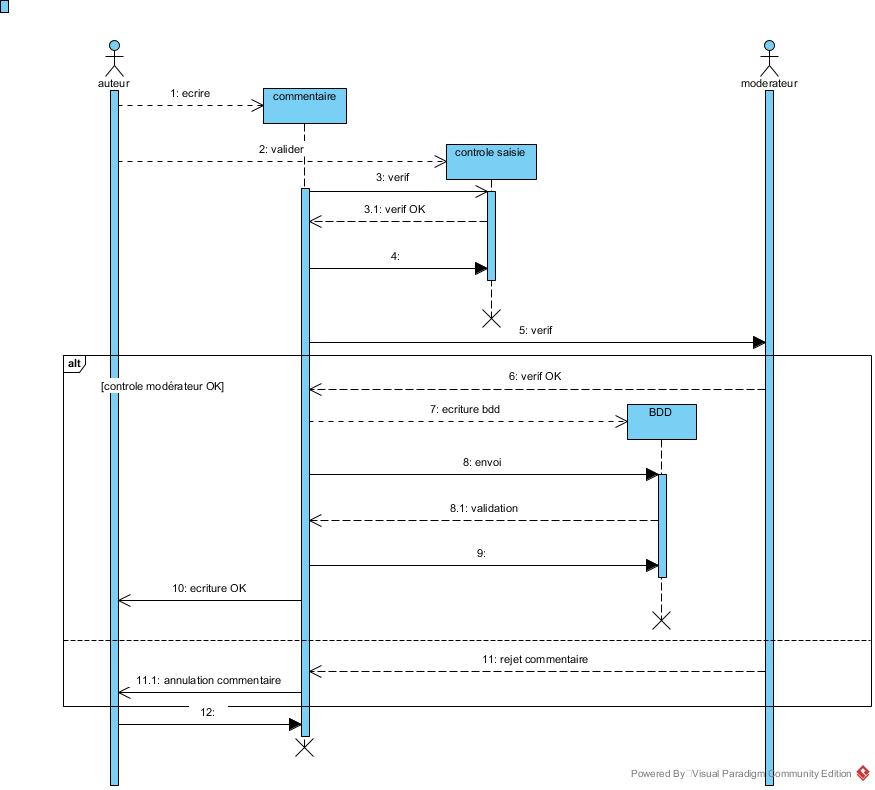 auteur
moderateur
1: ecrire
commentaire
2: valider
controle saisie
3: verif
3.1: verif OK
4:
5: verif
alt
[controle modérateur OK]
6: verif OK
7: ecriture bdd
BDD
8: envoi
8.1: validation
9:
10: ecriture OK
11: rejet commentaire
11.1: annulation commentaire
12:
Powered By Visual Paradigm Community Edition